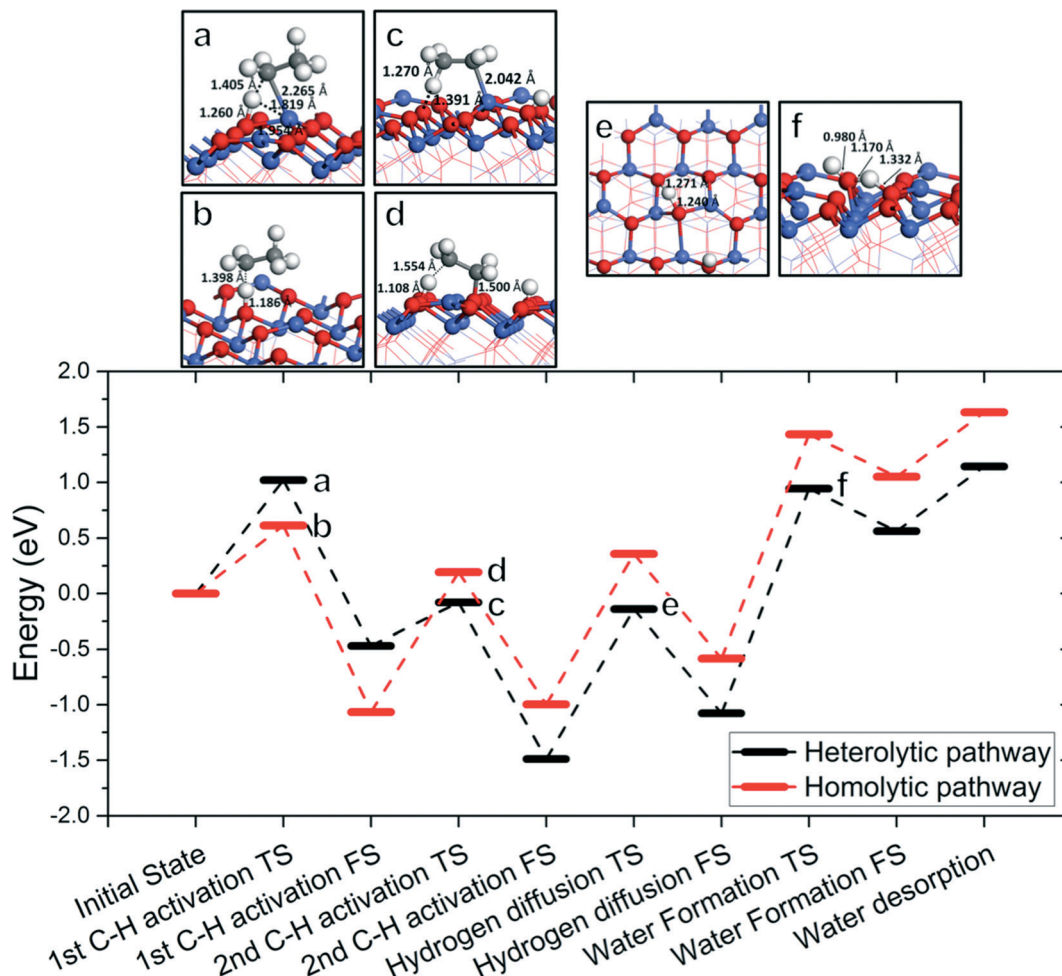 a
1.405 Å
2.265 Å
1.260 Å
1.819 Å
1.954 Å
c
1.270 Å
2.042 Å
1.391 Å
b
1.398 Å
1.186 Å
d
1.554 Å
1.108 Å
1.500 Å
e
1.271 Å
1.240 Å
f
0.980 Å
1.170 Å
1.332 Å
2.0
1.5
1.0
0.5
0.0
-0.5
-1.0
-1.5
-2.0
Energy (eV)
a
b
d
c
e
f
Heterolytic pathway
Homolytic pathway
Initial State
1st C-H activation TS
1st C-H activation FS
2nd C-H activation TS
2nd C-H activation FS
Hydrogen diffusion TS
Hydrogen diffusion FS
Water Formation TS
Water Formation FS
Water desorption